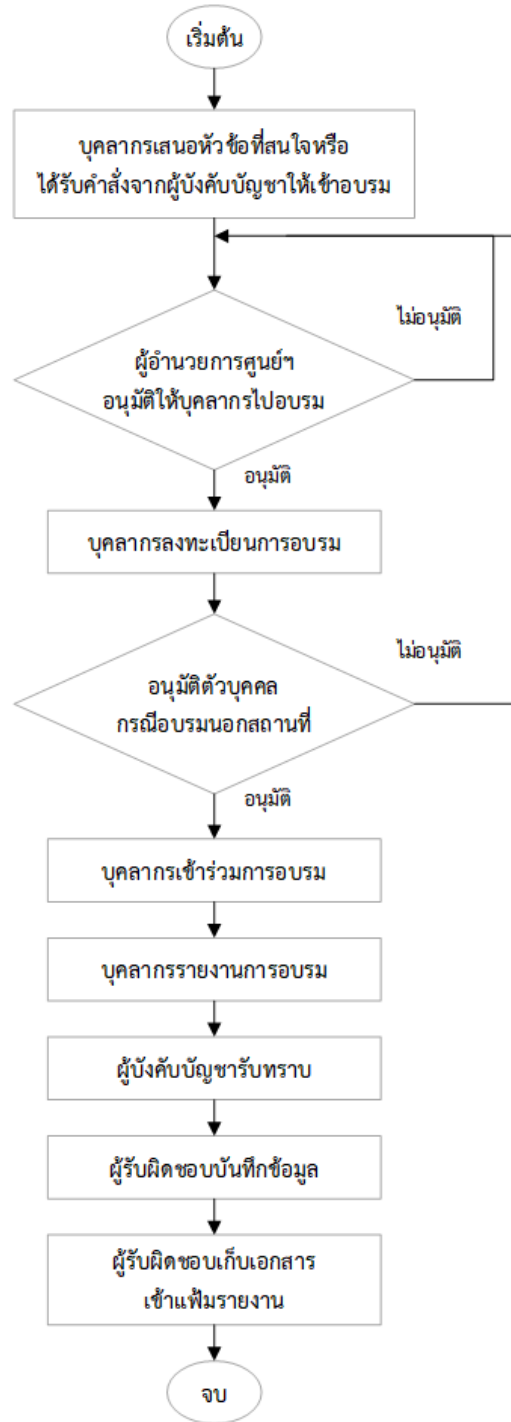 เริ่มต้น
บุคลากรเสนอหัวข้อที่สนใจหรือ
ได้รับคำสั่งจากผู้บังคับบัญชาให้เข้าอบรม
ไม่อนุมัติ
ผู้อำนวยการศูนย์ฯ
อนุมัติให้บุคลากรไปอบรม
อนุมัติ
บุคลากรลงทะเบียนการอบรม
ไม่อนุมัติ
อนุมัติตัวบุคคล
กรณีอบรมนอกสถานที่
อนุมัติ
บุคลากรเข้าร่วมการอบรม
บุคลากรรายงานการอบรม
ผู้บังคับบัญชารับทราบ
ผู้รับผิดชอบบันทึกข้อมูล
ผู้รับผิดชอบเก็บเอกสาร
เข้าแฟ้มรายงาน
จบ